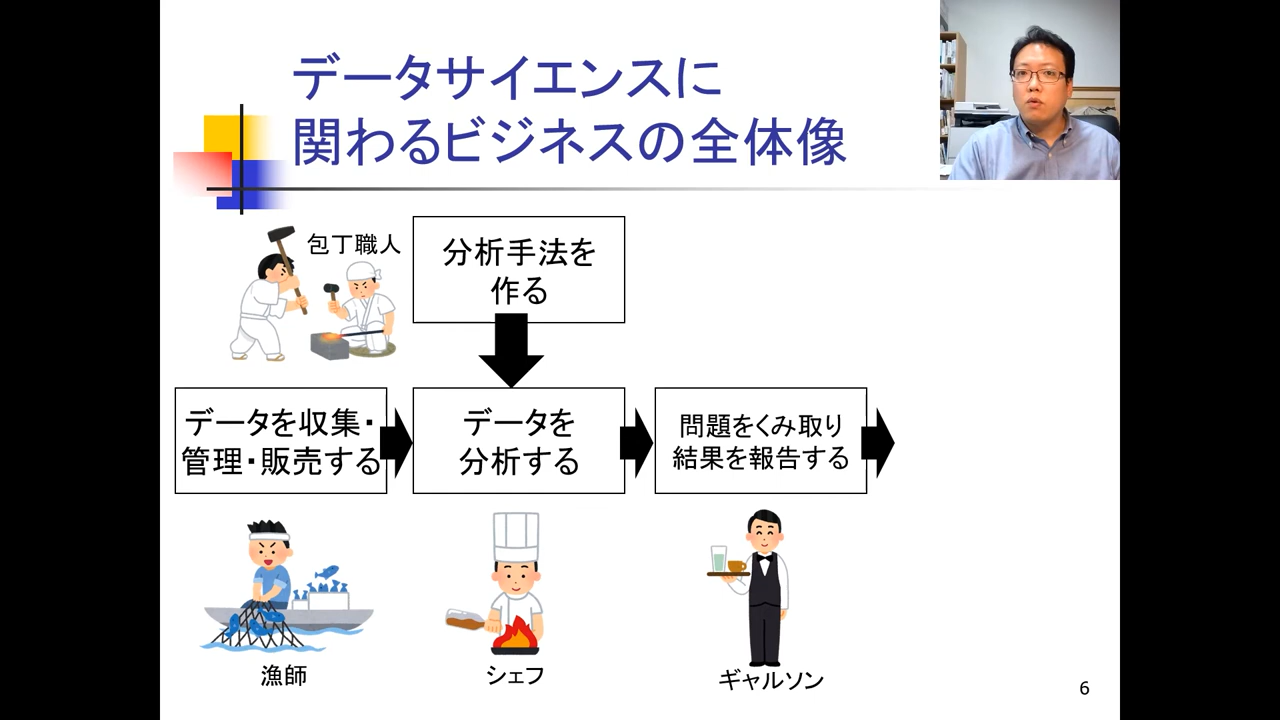 データサイエンスに
関わるビジネスの全体像
包丁職人
分析手法を
作る
データを収集・
管理・販売する
データを
分析する
問題をくみ取り
結果を報告する
漁師
シェフ
ギャルソン
6